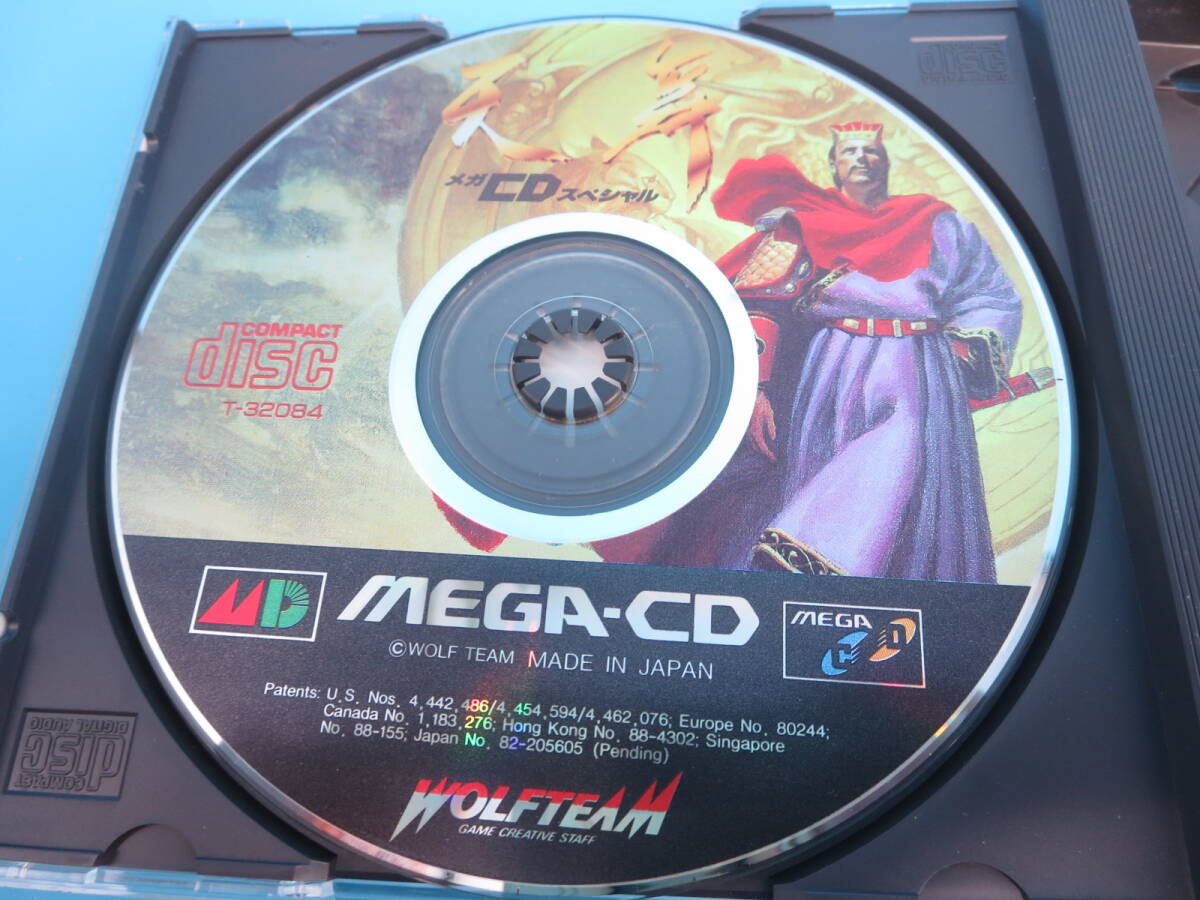 天舞
メガCDスペシャル
COMPACT
disc
T-32084
MD
MEGA-CD
MEGA
CD
©WOLF TEAM MADE IN JAPAN
Patents: U.S. Nos. 4,442,486/4,454,594/4,462,076; Europe No. 80244;
Canada No. 1,183,276; Hong Kong No. 88-4302; Singapore
No. 88-155; Japan No. 82-205605 (Pending)
WOLFTEAM
GAME CREATIVE STAFF
disc
COMPACT
disc
DIGITAL AUDIO